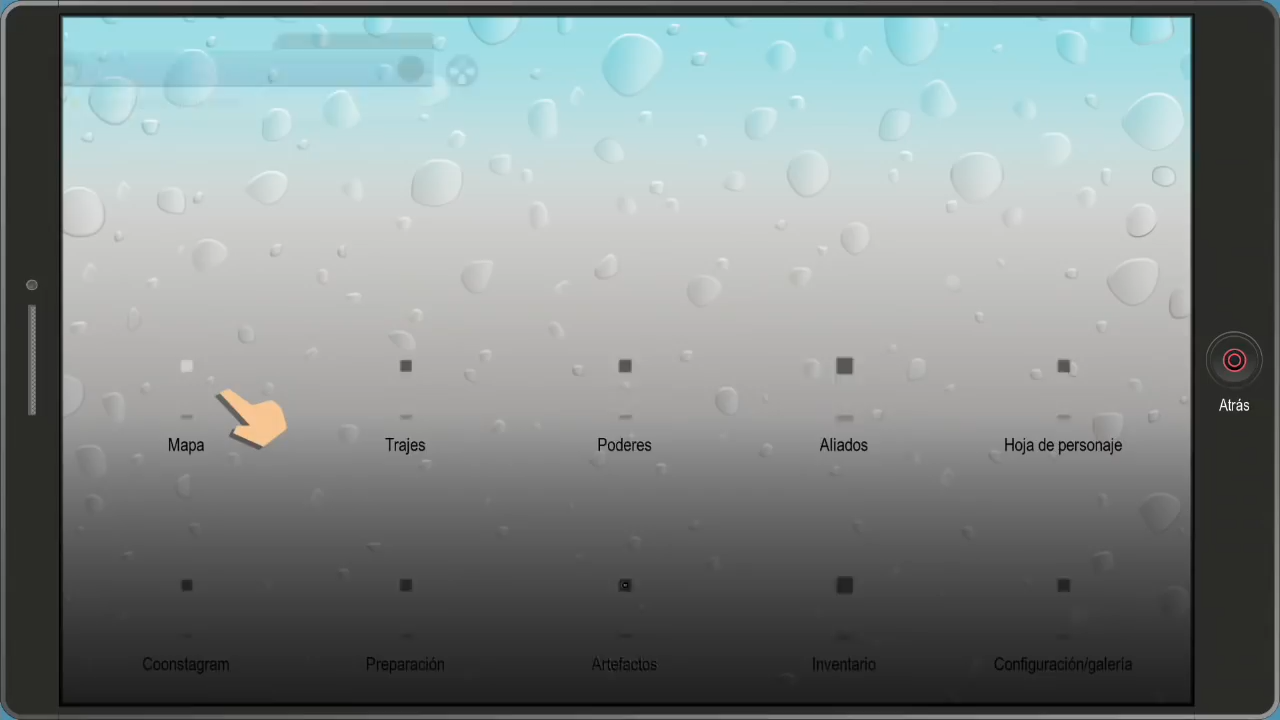 Atrás
Mapa
Trajes
Poderes
Aliados
Hoja de personaje
Coonstagram
Preparación
Artefactos
Inventario
Configuración/galería